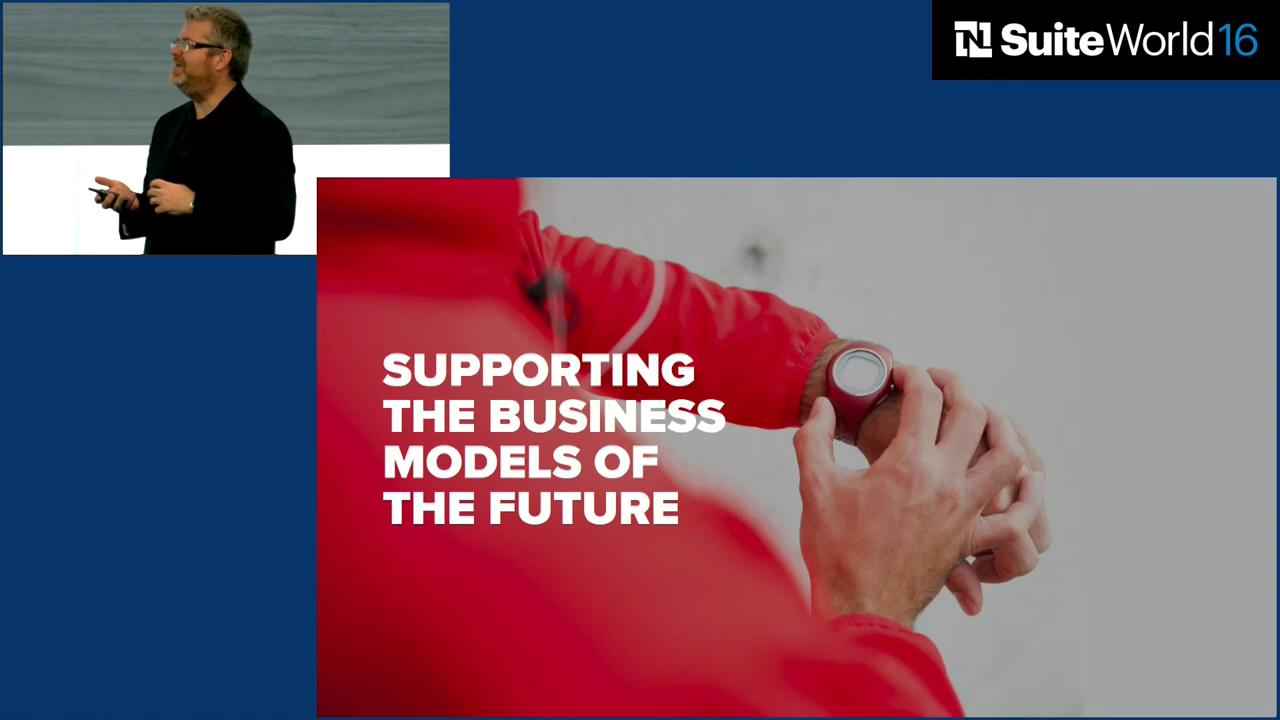 SuiteWorld16
SUPPORTING
THE BUSINESS
MODELS OF
THE FUTURE